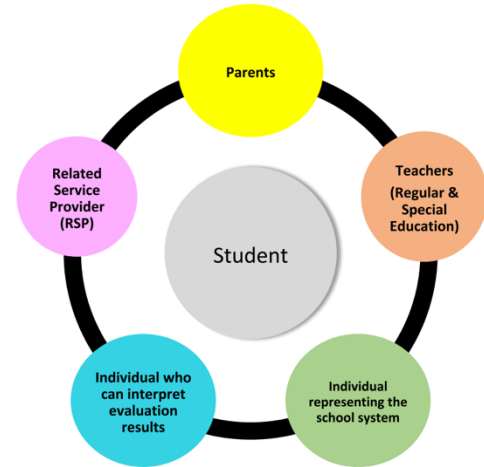 Parents
Teachers
(Regular &
Special
Education)
Individual
representing the
school system
Individual who
can interpret
evaluation
results
Related
Service
Provider
(RSP)
Student